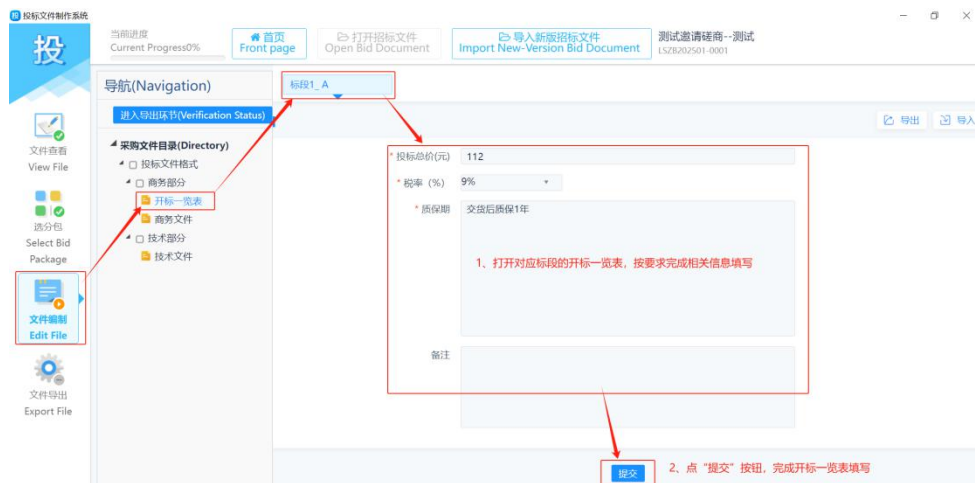 投 投标文件制作系统
投
当前进度
Current Progress0%
首页
Front page
打开招标文件
Open Bid Document
导入新版招标文件
Import New-Version Bid Document
测试邀请磋商--测试
LSZB202501-0001
文件查看
View File
选分包
Select Bid
Package
文件编制
Edit File
文件导出
Export File
导航(Navigation)
进入导出环节(Verification Status)
采购文件目录(Directory)
投标文件格式
商务部分
开标一览表
商务文件
技术部分
技术文件
标段1_A
导出
导入
* 投标总价(元) 112
* 税率（%） 9%
* 质保期 交货后质保1年
1、打开对应标段的开标一览表，按要求完成相关信息填写
备注
提交
2、点“提交”按钮，完成开标一览表填写